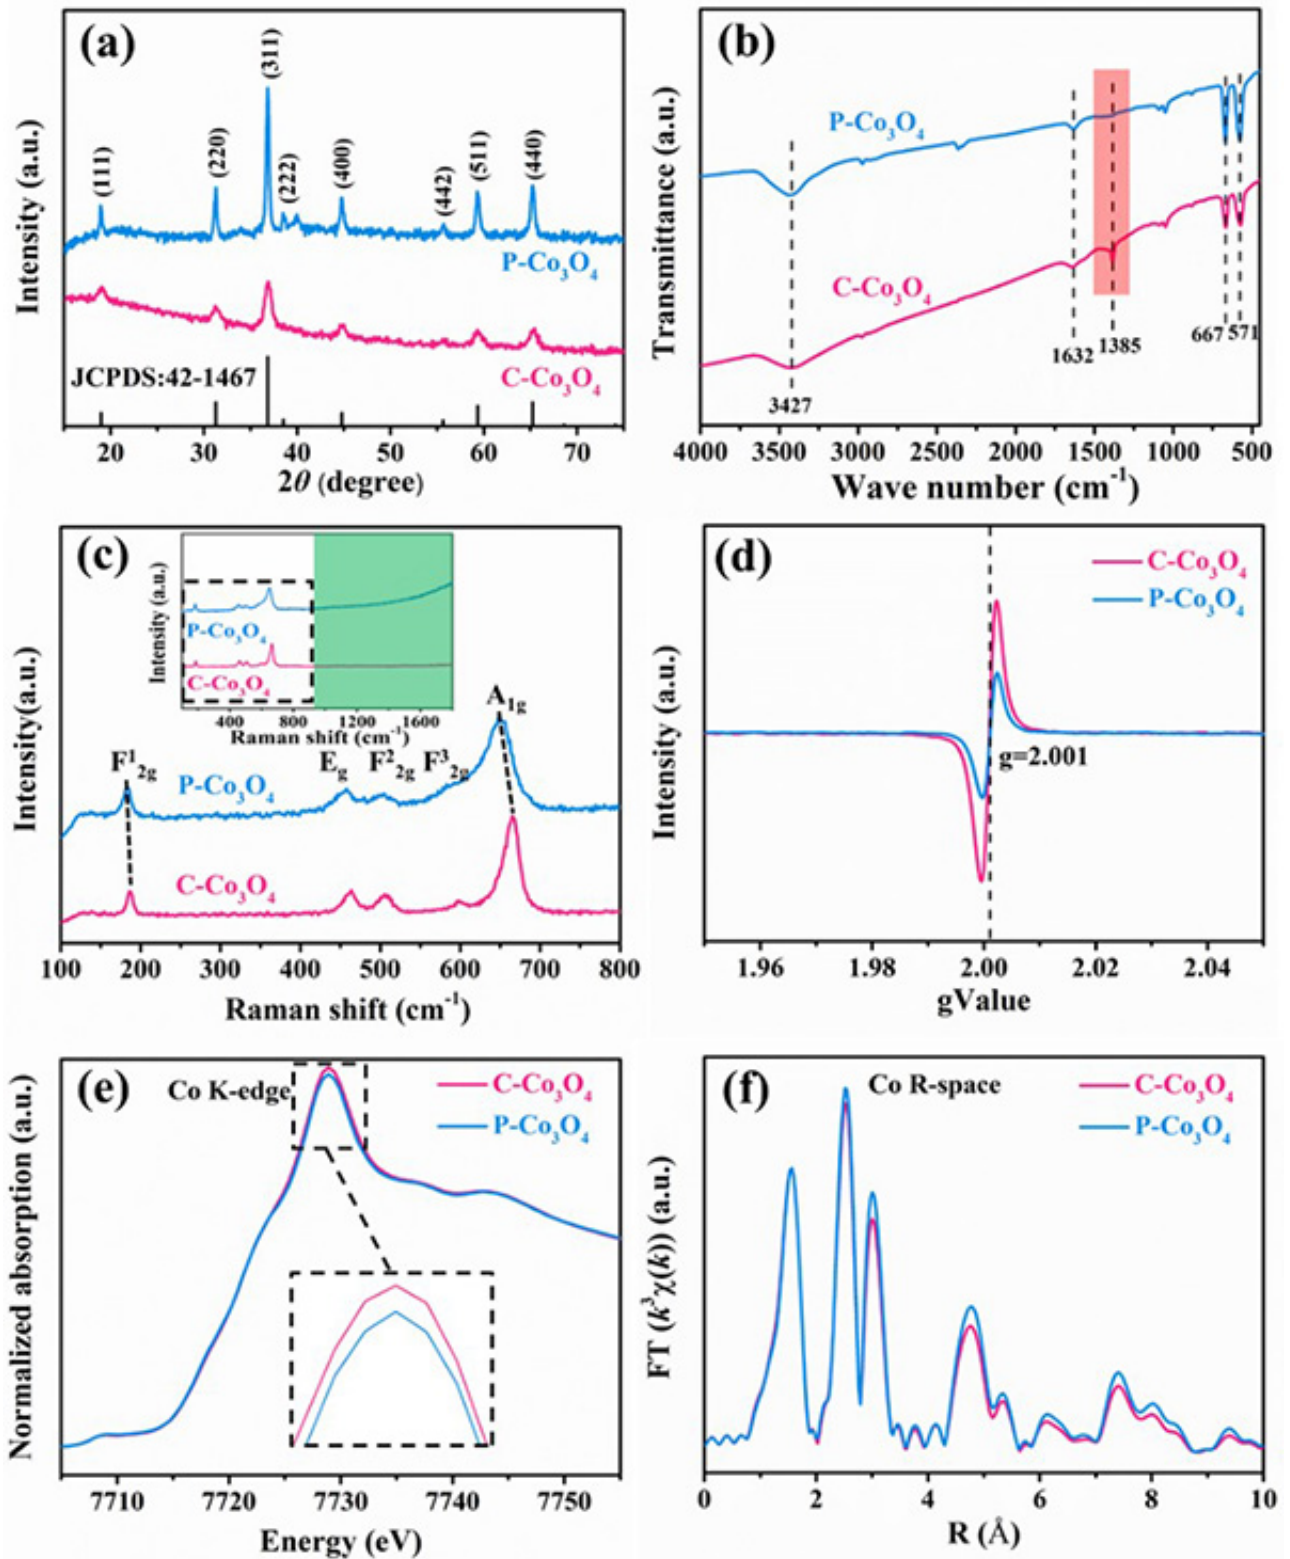 (a)
Intensity (a.u.)
(111)
(220)
(311)
(222)
(400)
(442)
(511)
(440)
P-Co₃O₄
C-Co₃O₄
JCPDS:42-1467
20 30 40 50 60 70
2θ (degree)
(b)
Transmittance (a.u.)
P-Co₃O₄
C-Co₃O₄
3427
1632
1385
667
571
4000 3500 3000 2500 2000 1500 1000 500
Wave number (cm⁻¹)
(c)
Intensity(a.u.)
Intensity (a.u.)
P-Co₃O₄
C-Co₃O₄
400 800 1200 1600
Raman shift (cm⁻¹)
F¹₂g
E_g
F²₂g
F³₂g
A₁g
P-Co₃O₄
C-Co₃O₄
100 200 300 400 500 600 700 800
Raman shift (cm⁻¹)
(d)
Intensity (a.u.)
C-Co₃O₄
P-Co₃O₄
g=2.001
1.96 1.98 2.00 2.02 2.04
gValue
(e)
Normalized absorption (a.u.)
Co K-edge
C-Co₃O₄
P-Co₃O₄
7710 7720 7730 7740 7750
Energy (eV)
(f)
FT (k³χ(k)) (a.u.)
Co R-space
C-Co₃O₄
P-Co₃O₄
0 2 4 6 8 10
R (Å)